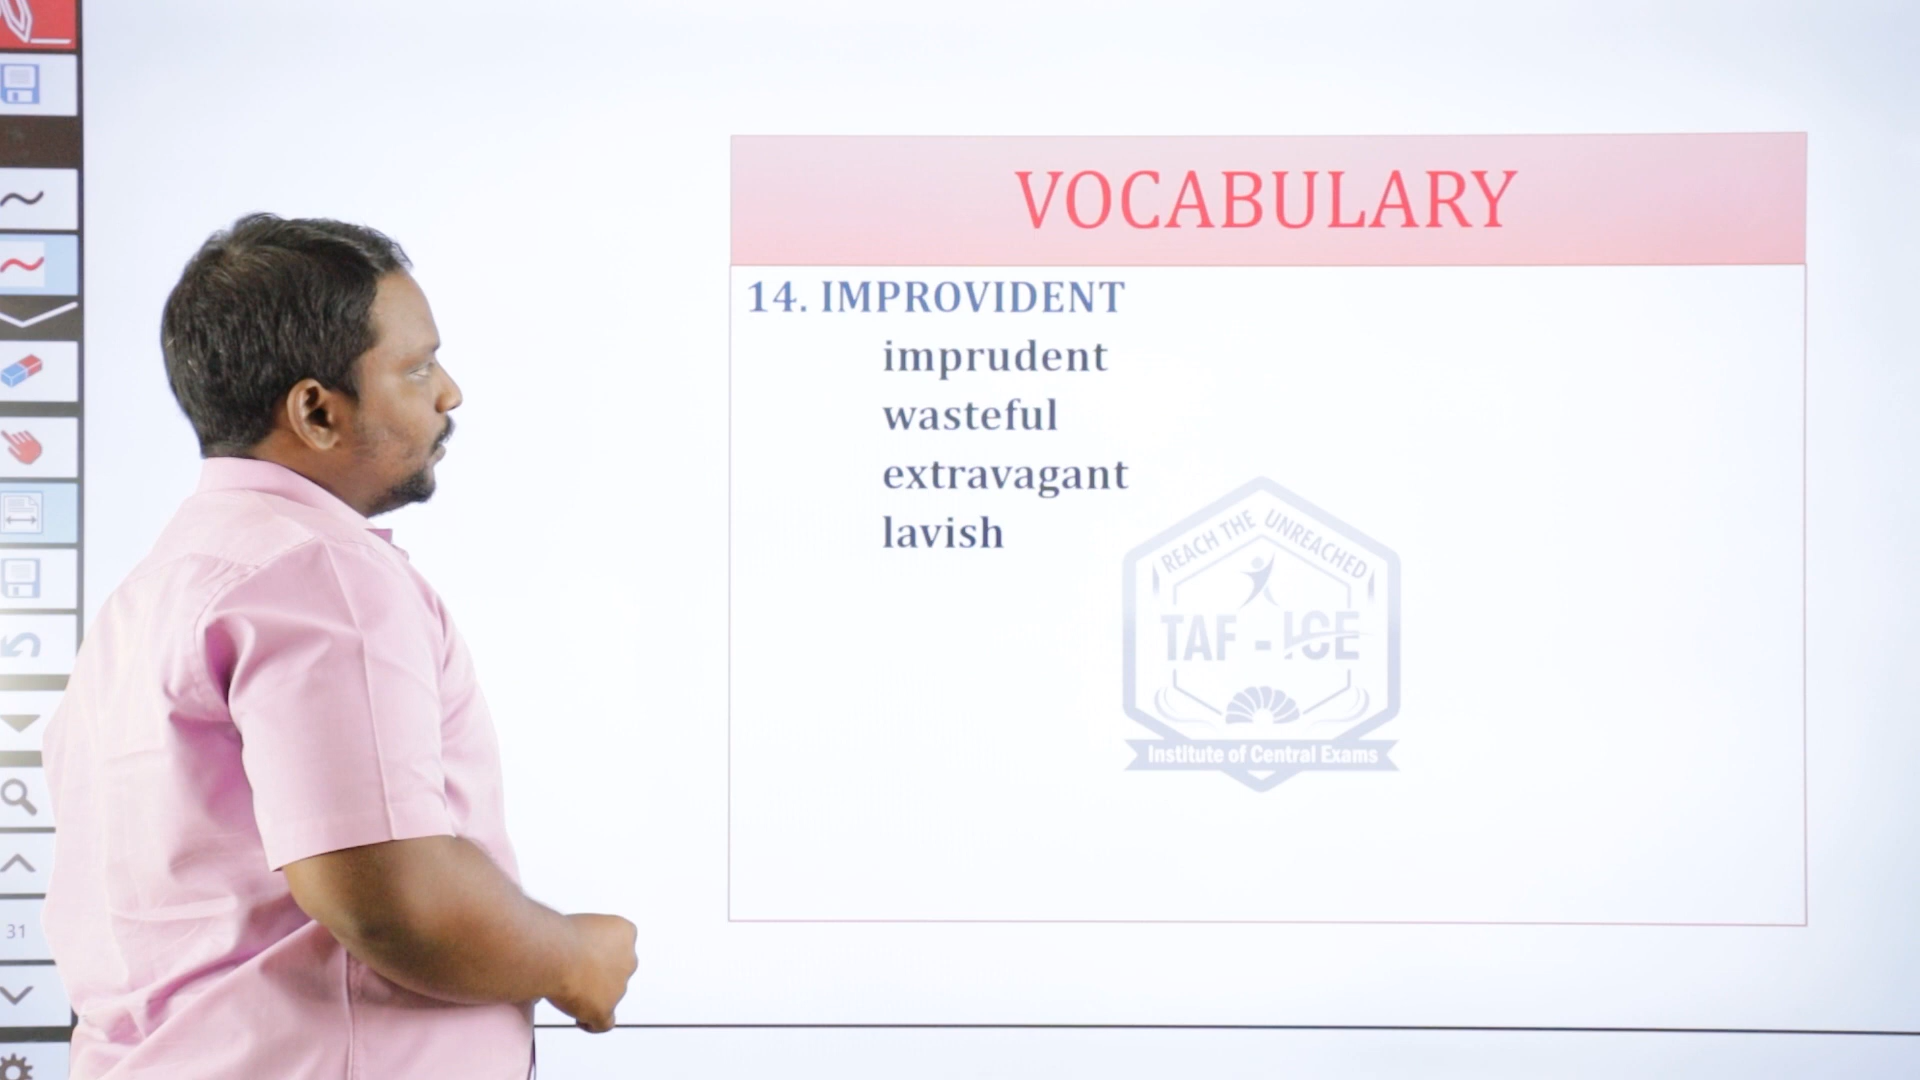 VOCABULARY
14. IMPROVIDENT
imprudent
wasteful
extravagant
lavish
REACH THE UNREACHED
TAF - ICE
Institute of Central Exams
31